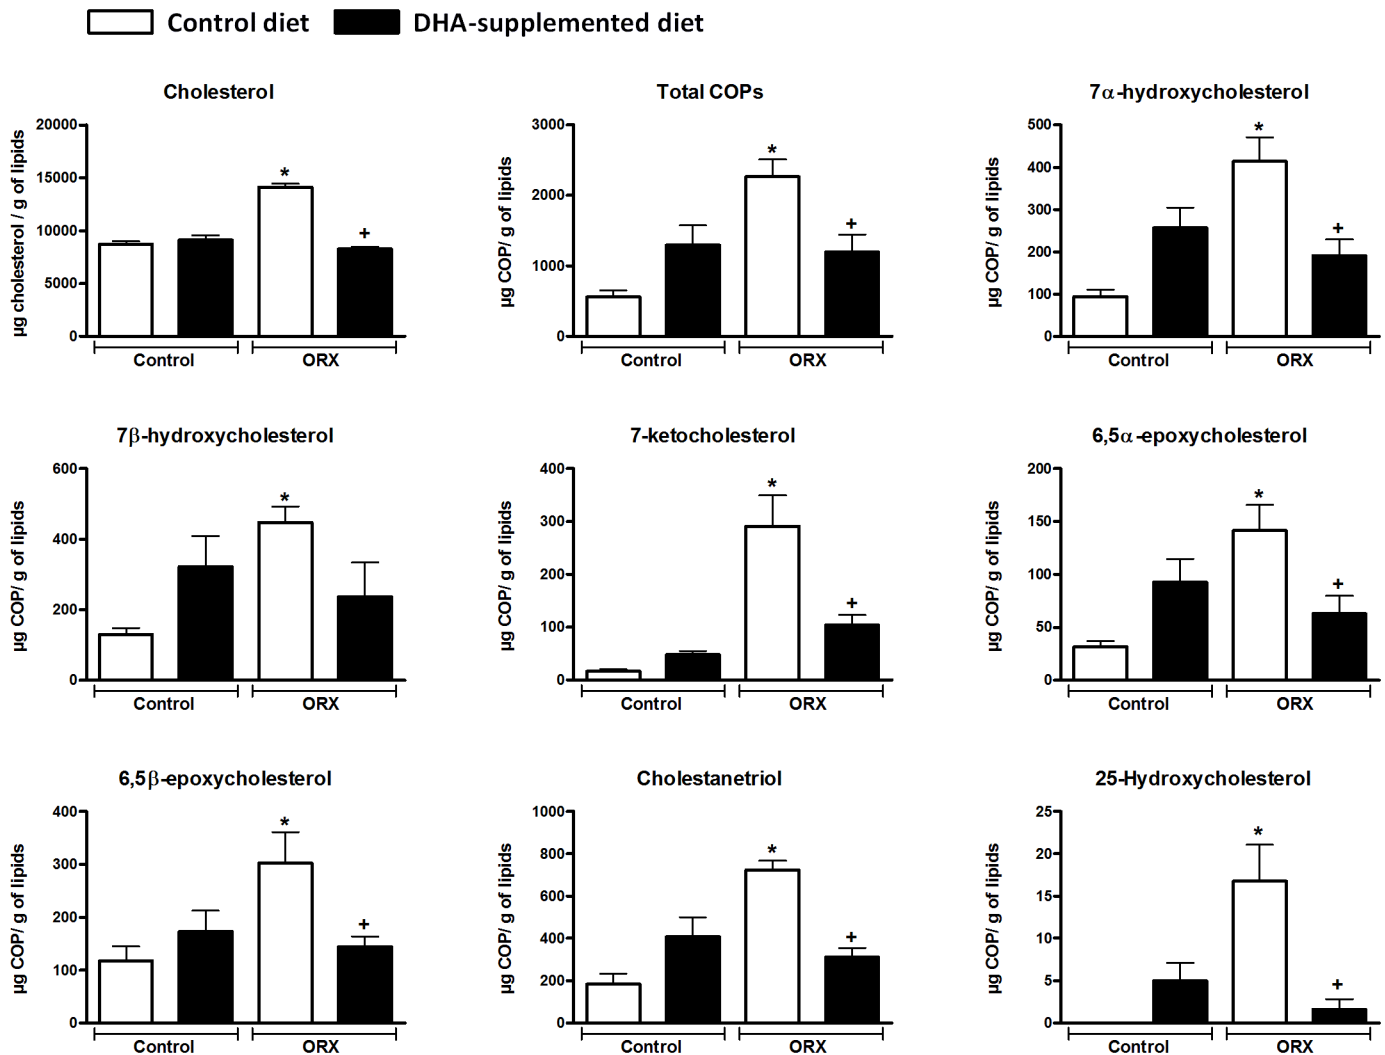 Control diet DHA-supplemented diet
Cholesterol
µg cholesterol / g of lipids
20000
15000
10000
5000
0
*
+
Control ORX
Total COPs
µg COP/ g of lipids
3000
2000
1000
0
*
+
Control ORX
7α-hydroxycholesterol
µg COP/ g of lipids
500
400
300
200
100
0
*
+
Control ORX
7β-hydroxycholesterol
µg COP/ g of lipids
600
400
200
0
*
Control ORX
7-ketocholesterol
µg COP/ g of lipids
400
300
200
100
0
*
+
Control ORX
6,5α-epoxycholesterol
µg COP/ g of lipids
200
150
100
50
0
*
+
Control ORX
6,5β-epoxycholesterol
µg COP/ g of lipids
400
300
200
100
0
*
+
Control ORX
Cholestanetriol
µg COP/ g of lipids
1000
800
600
400
200
0
*
+
Control ORX
25-Hydroxycholesterol
µg COP/ g of lipids
25
20
15
10
5
0
*
+
Control ORX